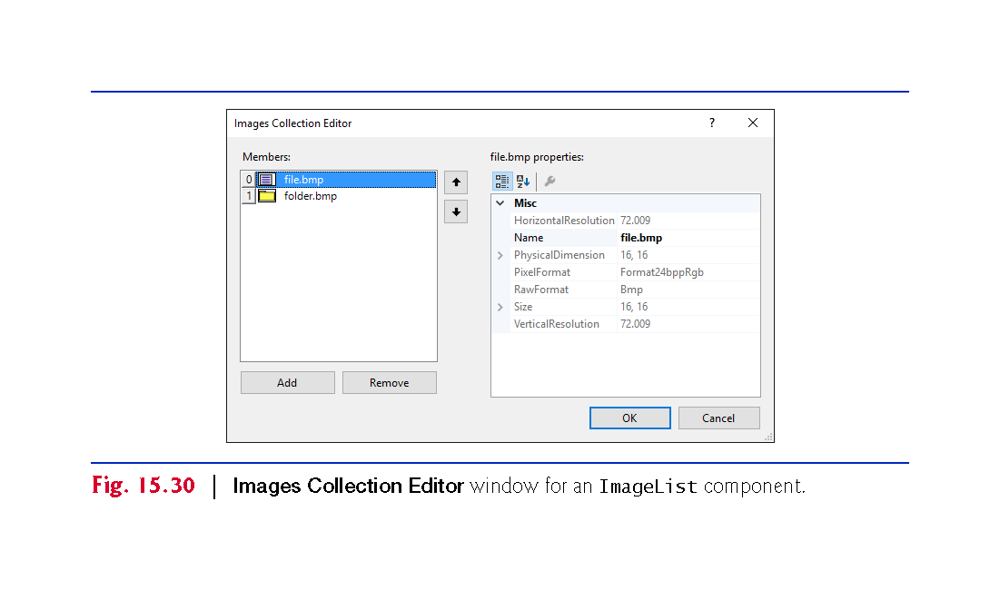 Images Collection Editor
?
Members:
0 file.bmp
1 folder.bmp
Add Remove
file.bmp properties:
Misc
HorizontalResolution 72.009
Name file.bmp
PhysicalDimension 16, 16
PixelFormat Format24bppRgb
RawFormat Bmp
Size 16, 16
VerticalResolution 72.009
OK Cancel
Fig. 15.30 | Images Collection Editor window for an ImageList component.